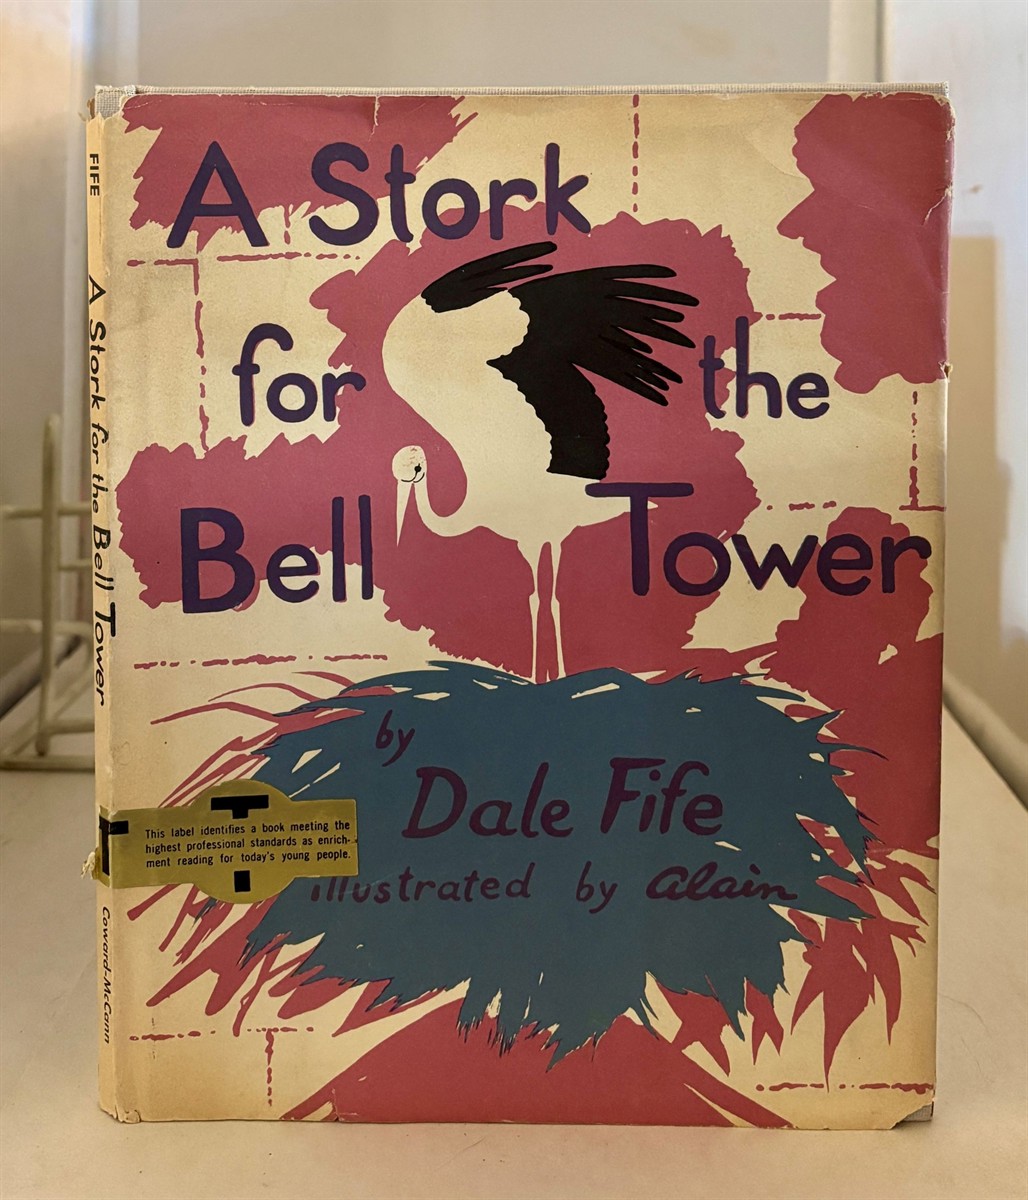 A Stork
for the
Bell Tower
by
Dale Fife
illustrated by Alain
This label identifies a book meeting the
highest professional standards as enrich-
ment reading for today's young people.
FIFE
A Stork for the Bell Tower
Coward-McCann